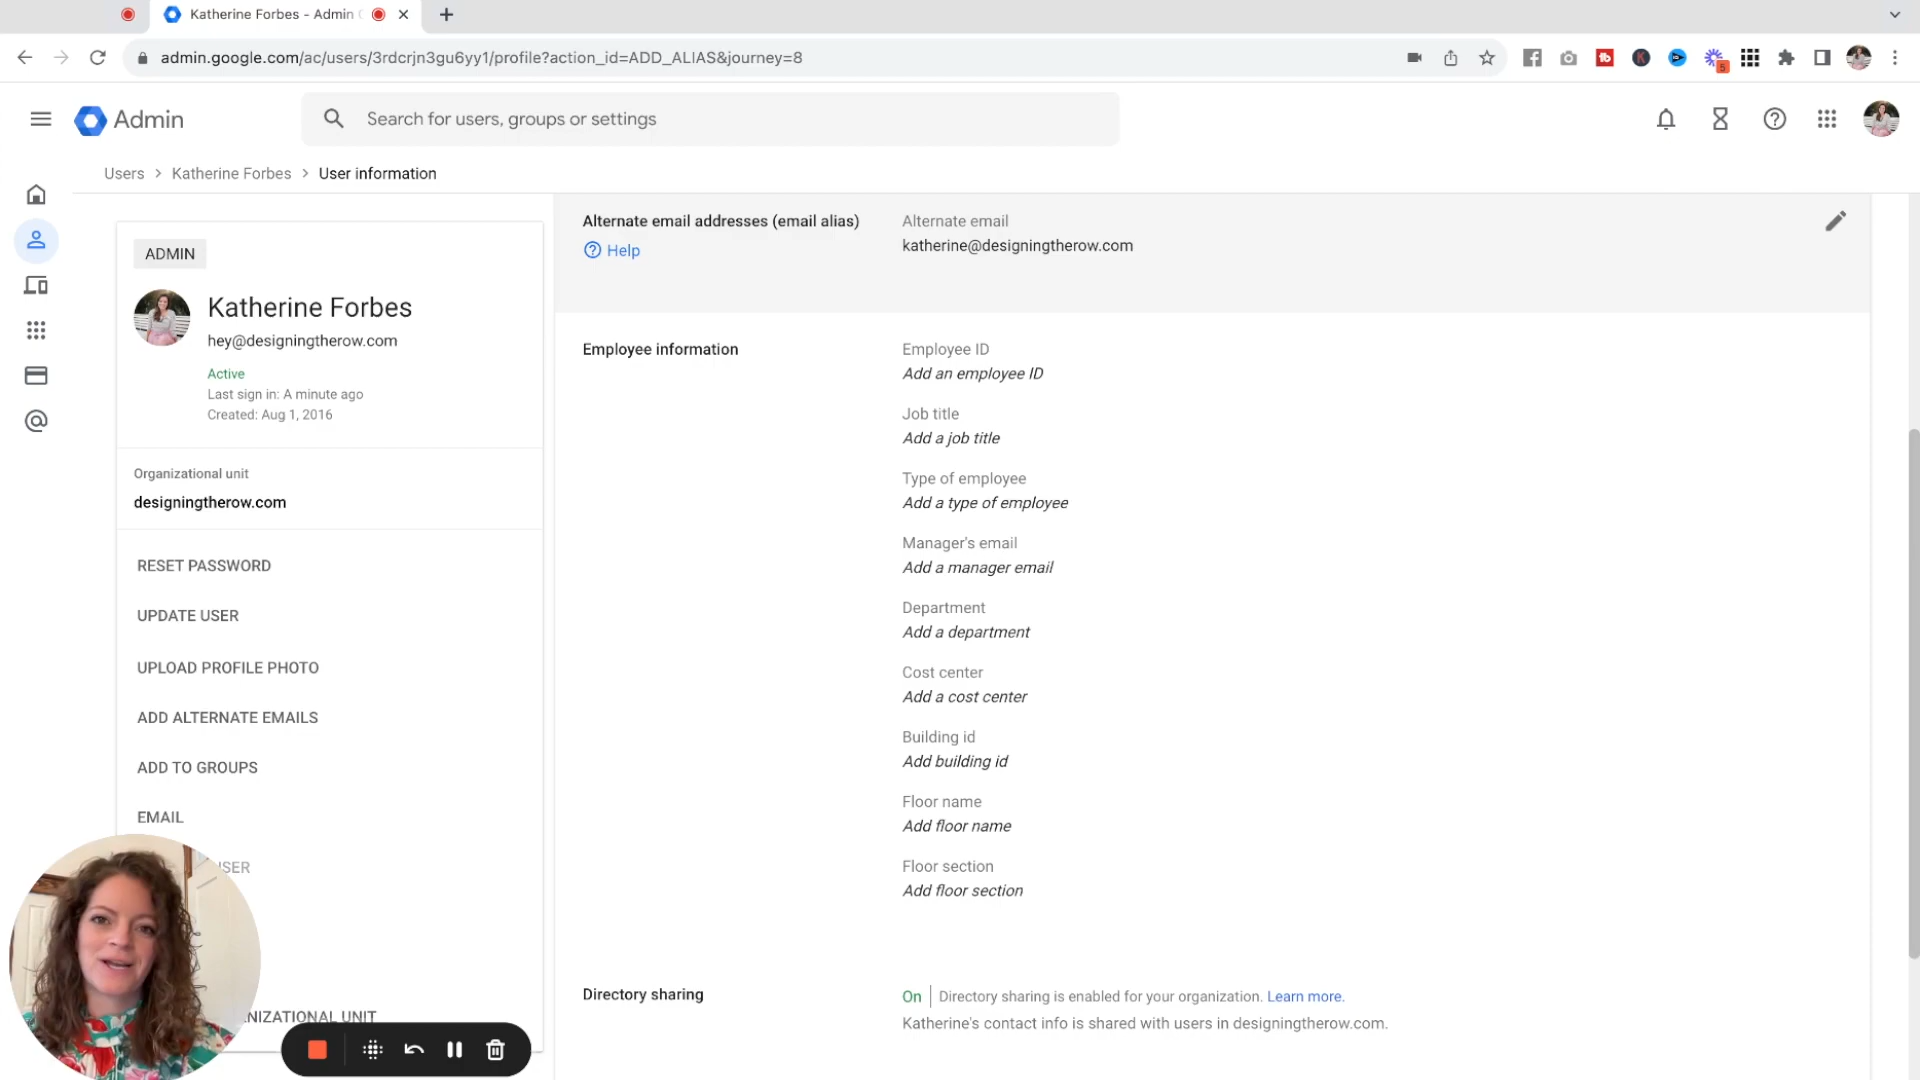 Katherine Forbes - Admin
admin.google.com/ac/users/3rdcrjn3gu6yy1/profile?action_id=ADD_ALIAS&journey=8
5
Admin
Search for users, groups or settings
Users > Katherine Forbes > User information
ADMIN
Katherine Forbes
hey@designingtherow.com
Active
Last sign in: A minute ago
Created: Aug 1, 2016
Organizational unit
designingtherow.com
RESET PASSWORD
UPDATE USER
UPLOAD PROFILE PHOTO
ADD ALTERNATE EMAILS
ADD TO GROUPS
EMAIL
USER
NIZATIONAL UNIT
Alternate email addresses (email alias)
Help
Alternate email
katherine@designingtherow.com
Employee information
Employee ID
Add an employee ID
Job title
Add a job title
Type of employee
Add a type of employee
Manager's email
Add a manager email
Department
Add a department
Cost center
Add a cost center
Building id
Add building id
Floor name
Add floor name
Floor section
Add floor section
Directory sharing
On | Directory sharing is enabled for your organization. Learn more.
Katherine's contact info is shared with users in designingtherow.com.